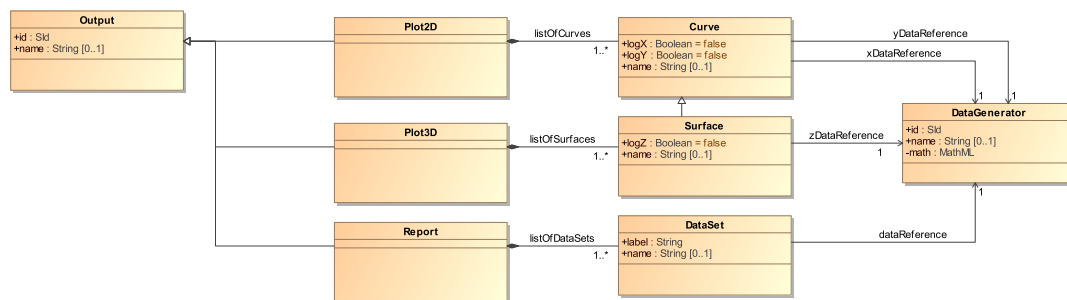 Output
+id : SId
+name : String [0..1]
Plot2D
listOfCurves
1..*
Curve
+logX : Boolean = false
+logY : Boolean = false
+name : String [0..1]
yDataReference
xDataReference
1
1
Plot3D
listOfSurfaces
1..*
Surface
+logZ : Boolean = false
+name : String [0..1]
zDataReference
1
DataGenerator
+id : SId
+name : String [0..1]
-math : MathML
Report
listOfDataSets
1..*
DataSet
+label : String
+name : String [0..1]
dataReference
1